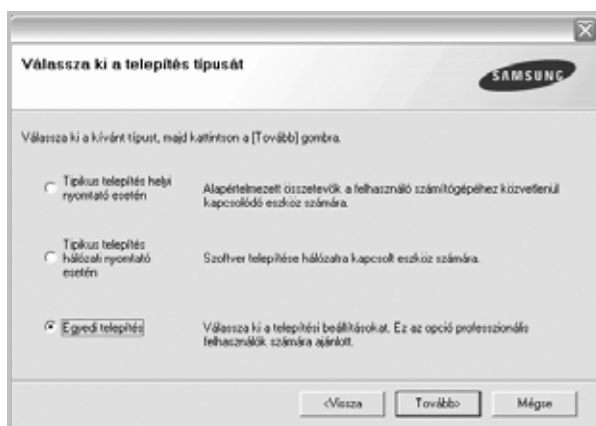 Válassza ki a telepítés típusát
SAMSUNG
Válassza ki a kívánt típust, majd kattintson a [Tovább] gombra.
Tipikus telepítés helyi
nyomtató esetén
Alapértelmezett összetevők a felhasználó számítógépéhez közvetlenül
kapcsolódó eszköz számára.
Tipikus telepítés
hálózati nyomtató
esetén
Szoftver telepítése hálózatra kapcsolt eszköz számára.
Egyedi telepítés
Válassza ki a telepítési beállításokat. Ez az opció professzionális
felhasználók számára ajánlott.
<Vissza
Tovább>
Mégse